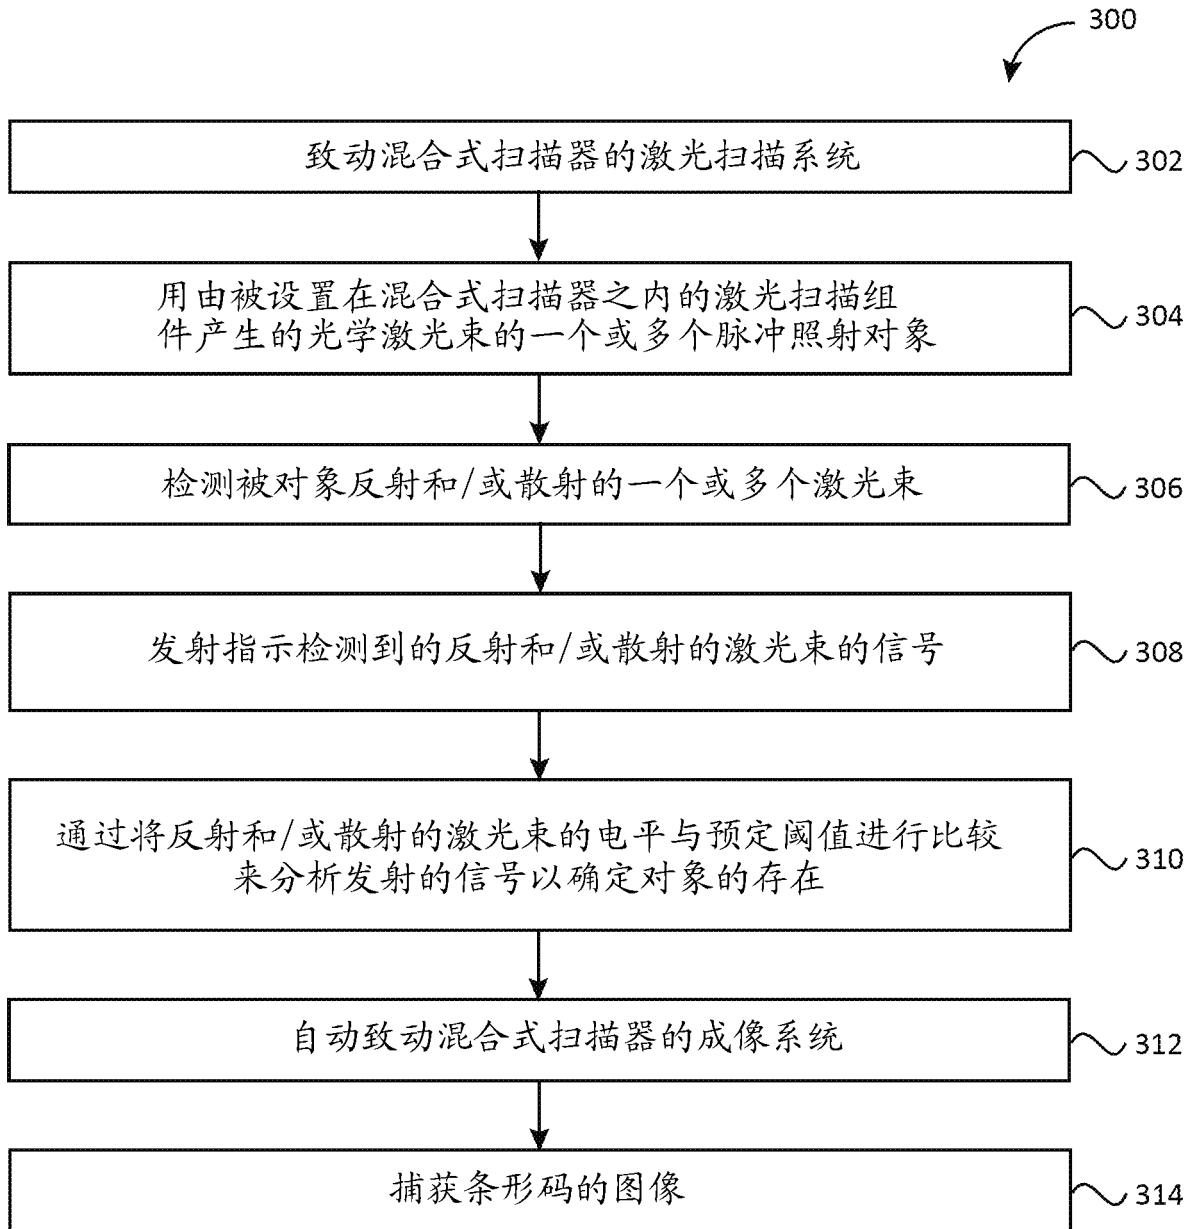 300
致动混合式扫描器的激光扫描系统
302
用由被设置在混合式扫描器之内的激光扫描组
件产生的光学激光束的一个或多个脉冲照射对象
304
检测被对象反射和/或散射的一个或多个激光束
306
发射指示检测到的反射和/或散射的激光束的信号
308
通过将反射和/或散射的激光束的电平与预定阈值进行比较
来分析发射的信号以确定对象的存在
310
自动致动混合式扫描器的成像系统
312
捕获条形码的图像
314